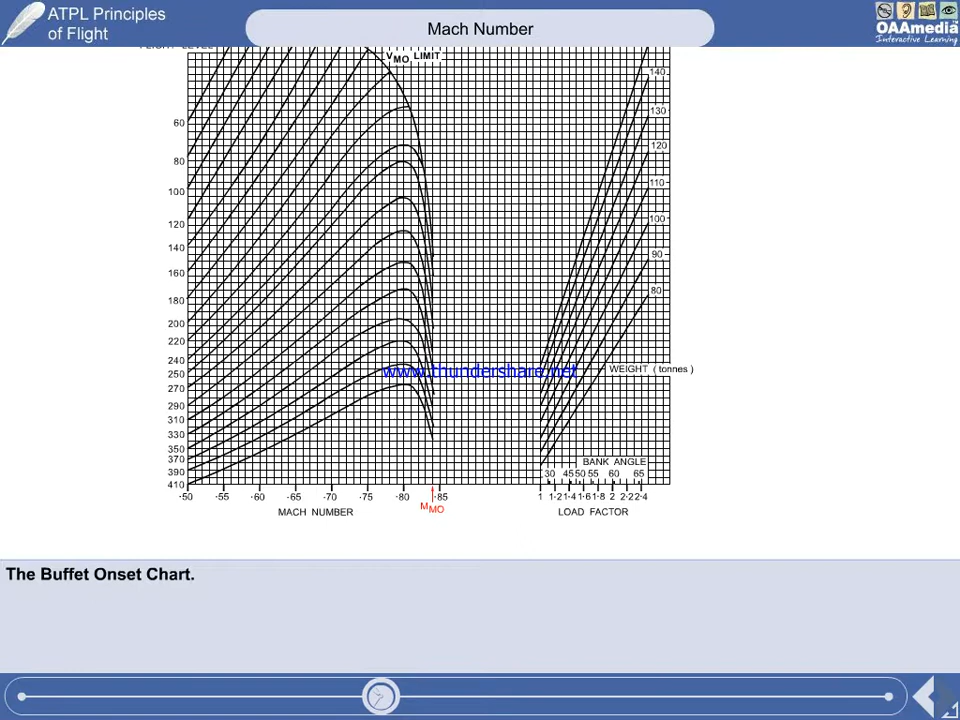 ATPL Principles
of Flight
Mach Number
OAAmedia
Interactive Learning
VMO LIMIT
60
80
100
120
140
160
180
200
220
240
250
270
290
310
330
350
370
390
410
·50 ·55 ·60 ·65 ·70 ·75 ·80 ·85
MMO
MACH NUMBER
140
130
120
110
100
90
80
WEIGHT ( tonnes )
www.thundershare.net
BANK ANGLE
30 45 50 55 60 65
1 1·2 1·4 1·6 1·8 2 2·2 2·4
LOAD FACTOR
The Buffet Onset Chart.